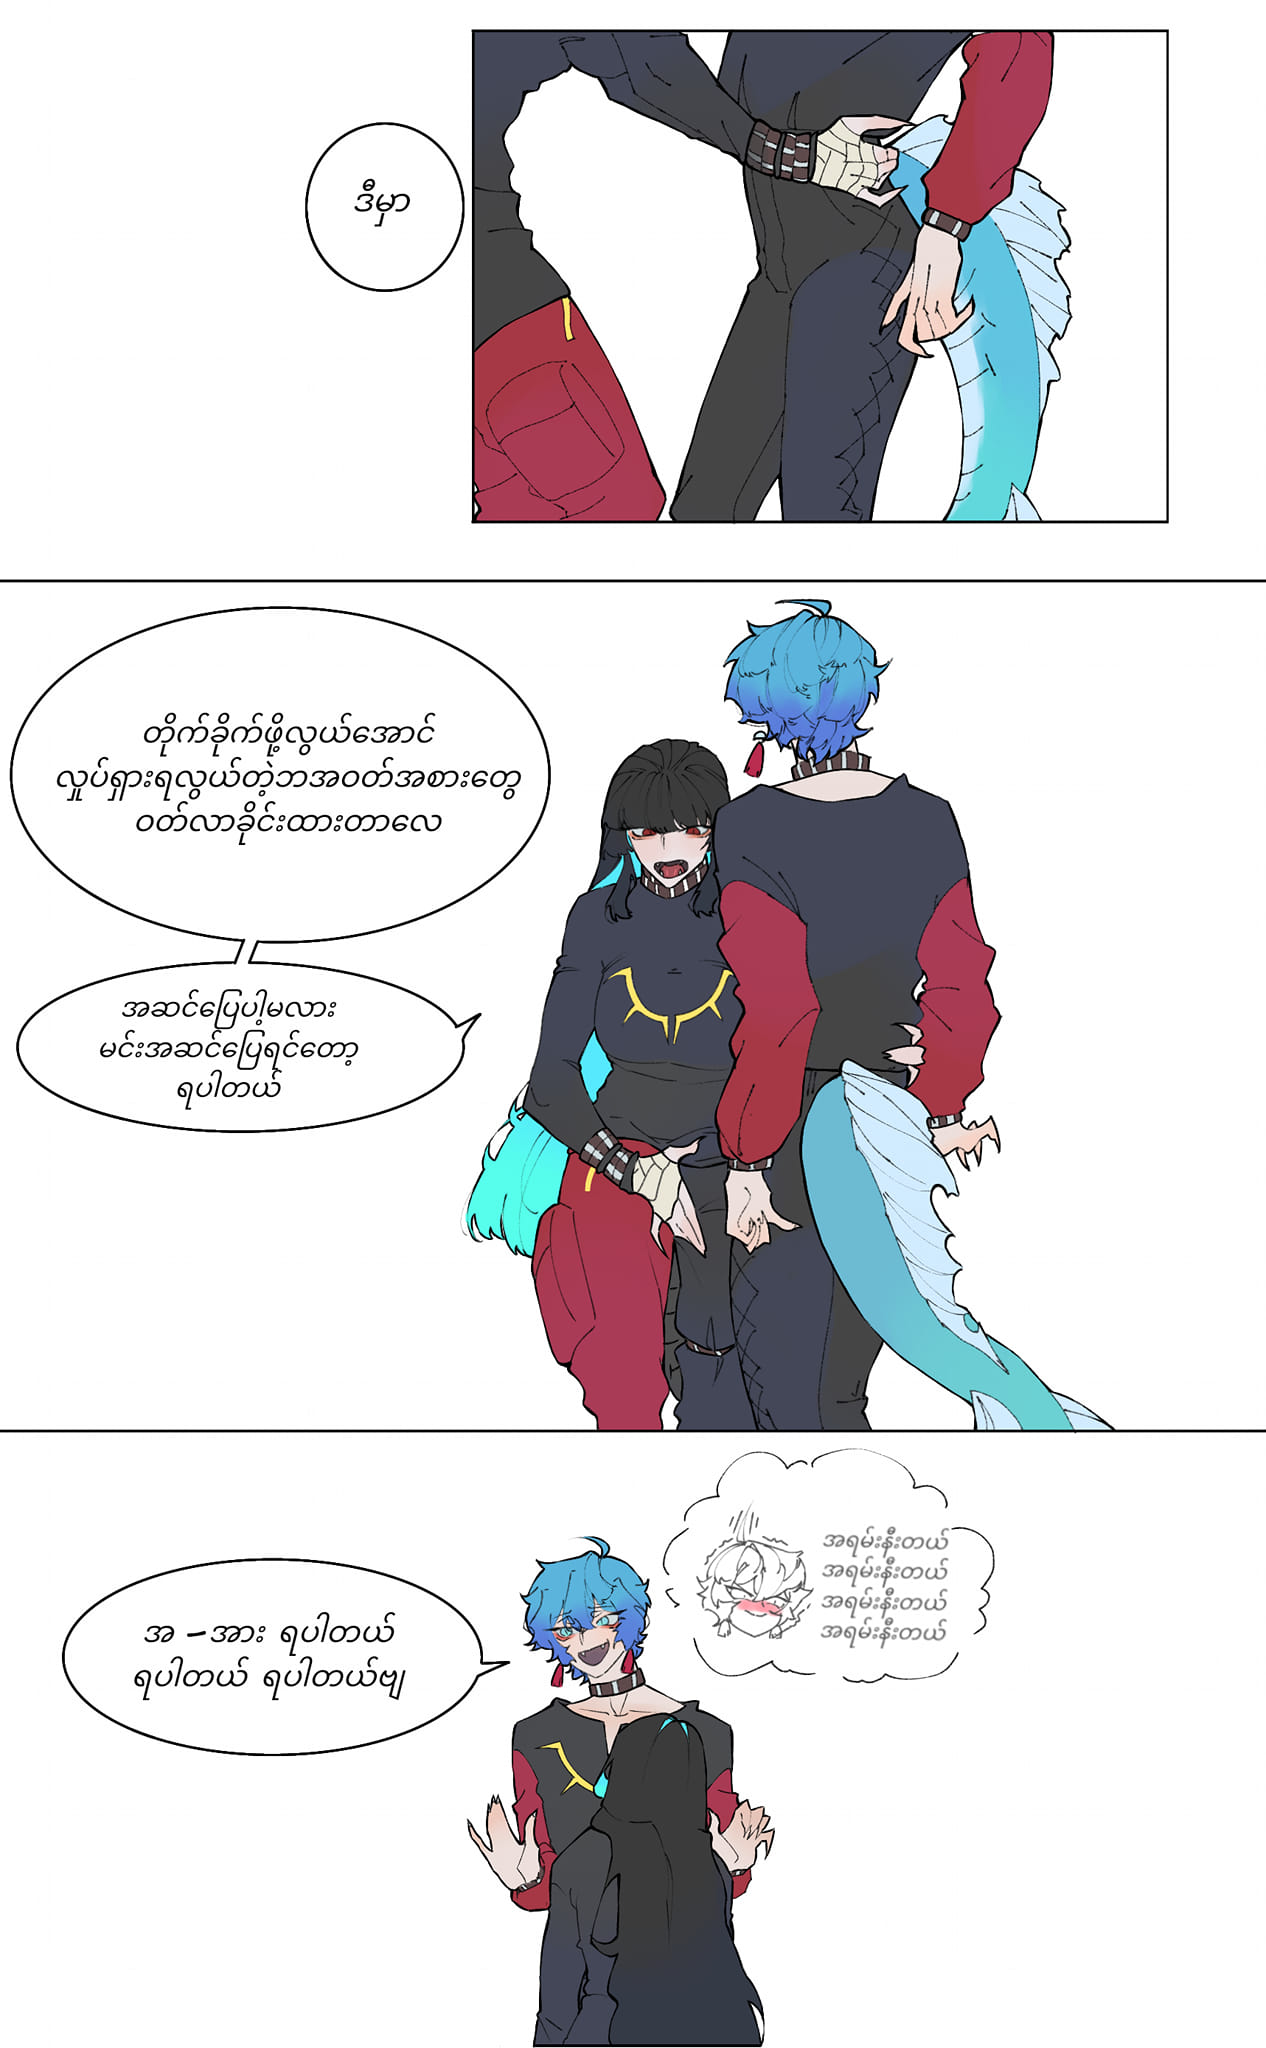 ဒီမှာ
တိုက်ခိုက်ဖို့လွယ်အောင်
လှုပ်ရှားရလွယ်တဲ့ဘအဝတ်အစားတွေ
ဝတ်လာခိုင်းထားတာလေ
အဆင်ပြေပါ့မလား
မင်းအဆင်ပြေရင်တော့
ရပါတယ်
အရမ်းနီးတယ်
အရမ်းနီးတယ်
အရမ်းနီးတယ်
အရမ်းနီးတယ်
အ –အား ရပါတယ်
ရပါတယ် ရပါတယ်ဗျ